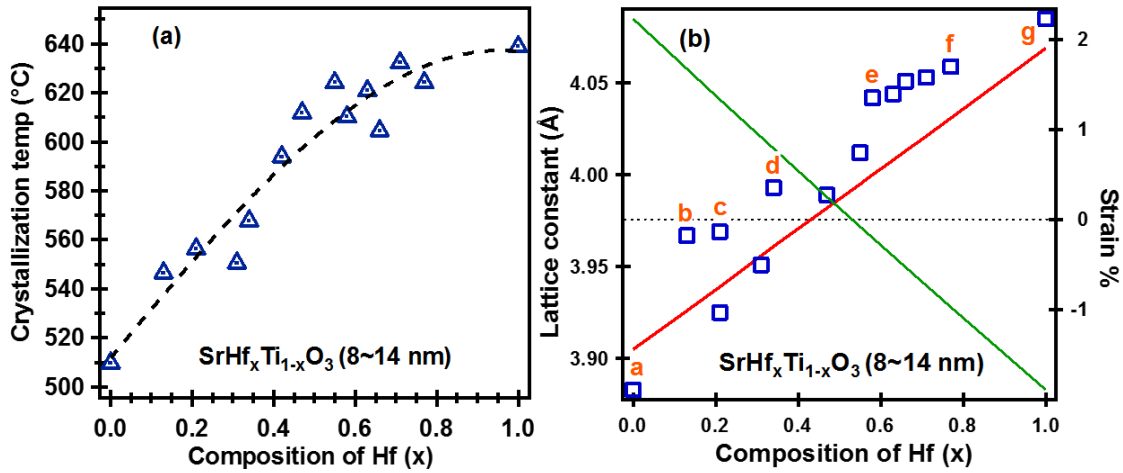 (a)
Crystallization temp (°C)
640
620
600
580
560
540
520
500
SrHfxTi1-xO3 (8~14 nm)
0.0 0.2 0.4 0.6 0.8 1.0
Composition of Hf (x)
(b)
Lattice constant (Å)
4.05
4.00
3.95
3.90
a
b
c
d
e
f
g
2
1
0
-1
Strain %
SrHfxTi1-xO3 (8~14 nm)
0.0 0.2 0.4 0.6 0.8 1.0
Composition of Hf (x)